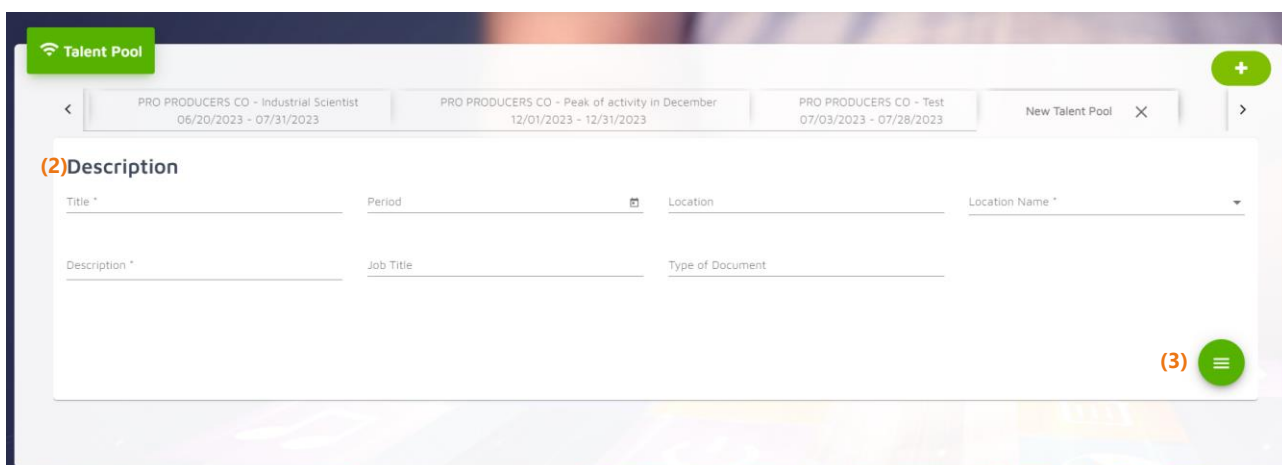 Talent Pool
+
< PRO PRODUCERS CO - Industrial Scientist PRO PRODUCERS CO - Peak of activity in December PRO PRODUCERS CO - Test New Talent Pool X >
06/20/2023 - 07/31/2023 12/01/2023 - 12/31/2023 07/03/2023 - 07/28/2023
(2)Description
Title * Period Location Location Name *
Description * Job Title Type of Document
(3)